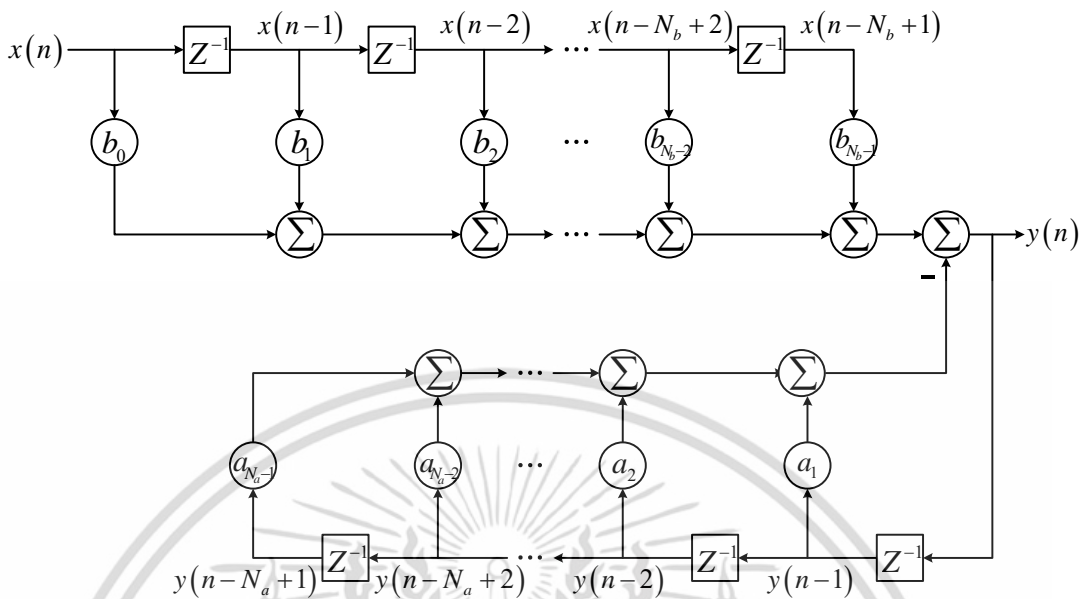 x(n-1) x(n-2) x(n-N_b+2) x(n-N_b+1)
x(n) Z^{-1} Z^{-1} ... Z^{-1}
b_0 b_1 b_2 ... b_{N_b-2} b_{N_b-1}
Σ Σ ... Σ Σ Σ y(n)
-
Σ ... Σ Σ
a_{N_a-1} a_{N_a-2} ... a_2 a_1
Z^{-1} ... Z^{-1} Z^{-1}
y(n-N_a+1) y(n-N_a+2) y(n-2) y(n-1)